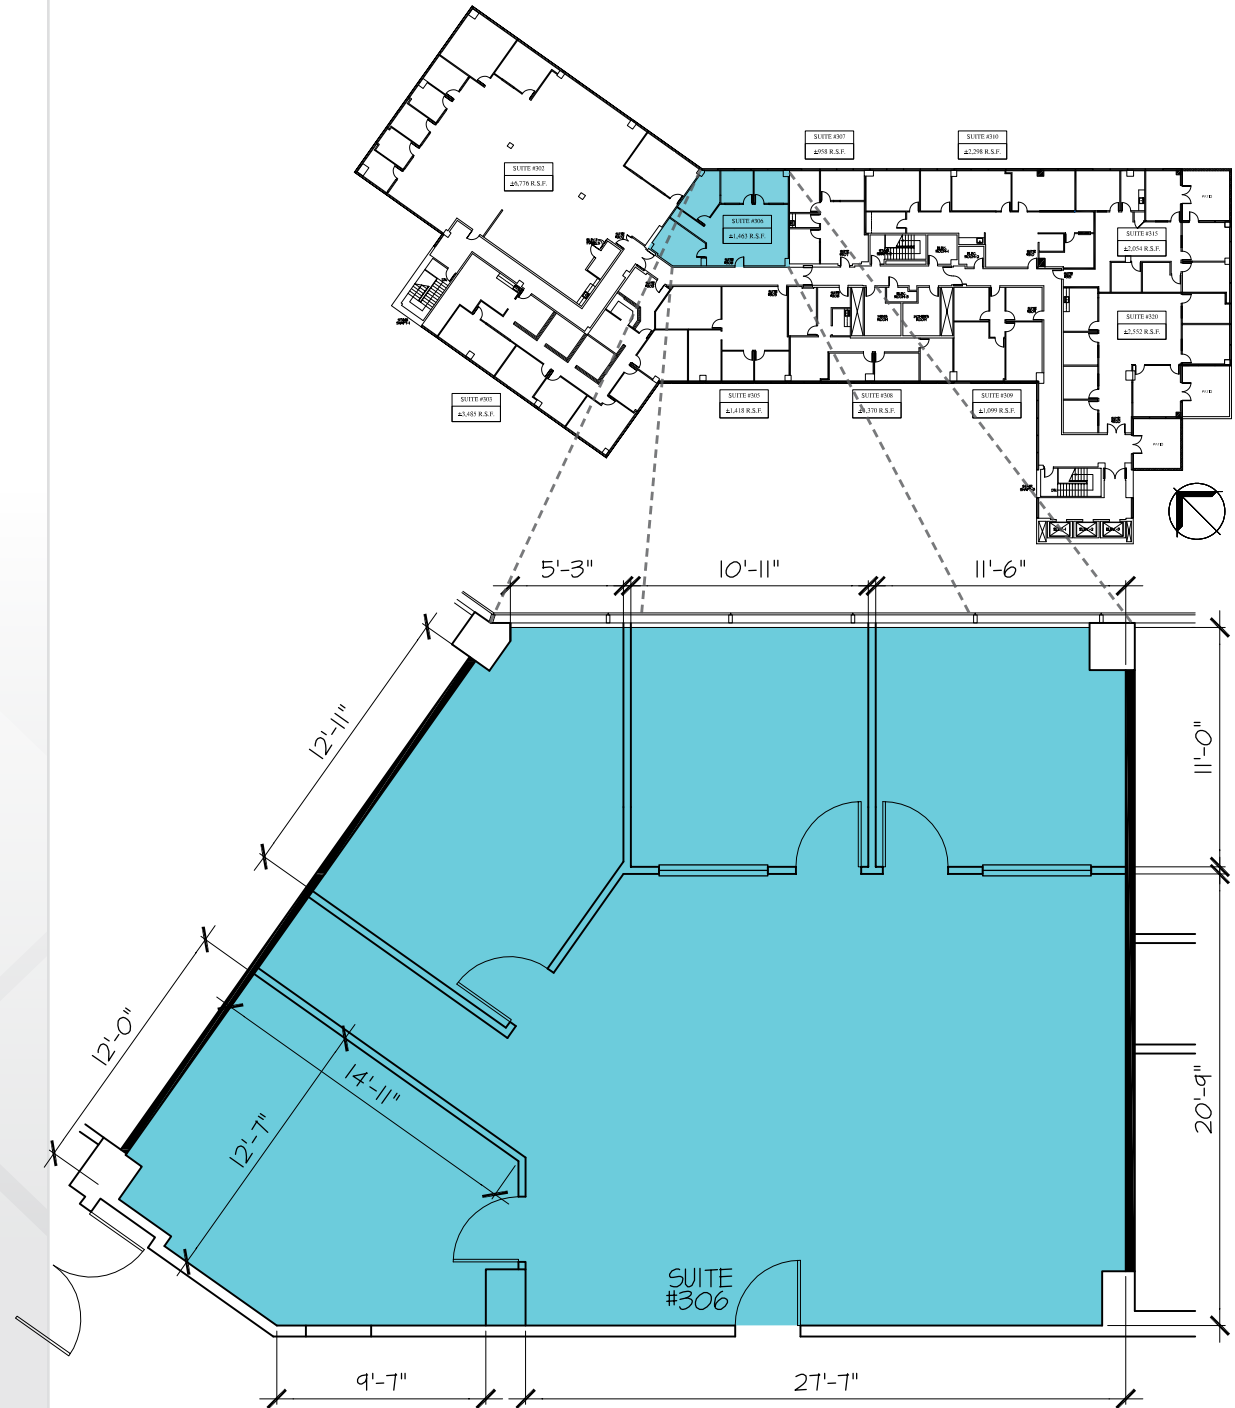 SUITE #307
±958 R.S.F.
SUITE #310
±2,298 R.S.F.
SUITE #302
±6,776 R.S.F.
SUITE #306
±1,463 R.S.F.
SUITE #315
±2,054 R.S.F.
SUITE #320
±2,552 R.S.F.
SUITE #303
±3,485 R.S.F.
SUITE #305
±1,418 R.S.F.
SUITE #308
SUITE #309
±1,099 R.S.F.
PATIO
PATIO
PATIO
5'-3"
10'-11"
11'-6"
12'-11"
11'-0"
12'-0"
14'-11"
12'-7"
20'-9"
SUITE
#306
9'-7"
27'-7"